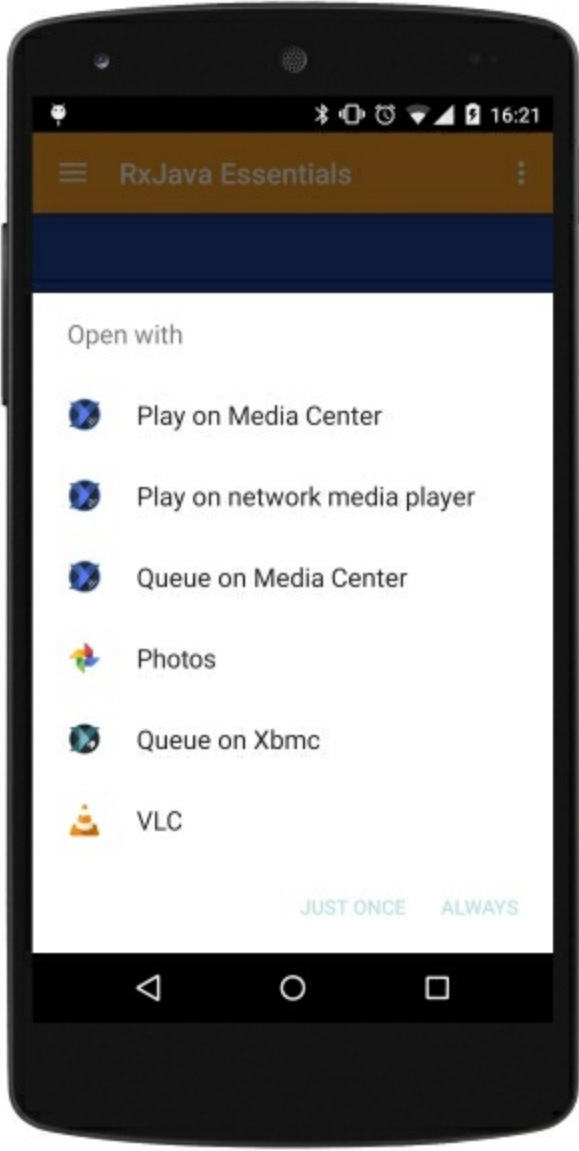 16:21
RxJava Essentials
Open with
Play on Media Center
Play on network media player
Queue on Media Center
Photos
Queue on Xbmc
VLC
JUST ONCE ALWAYS